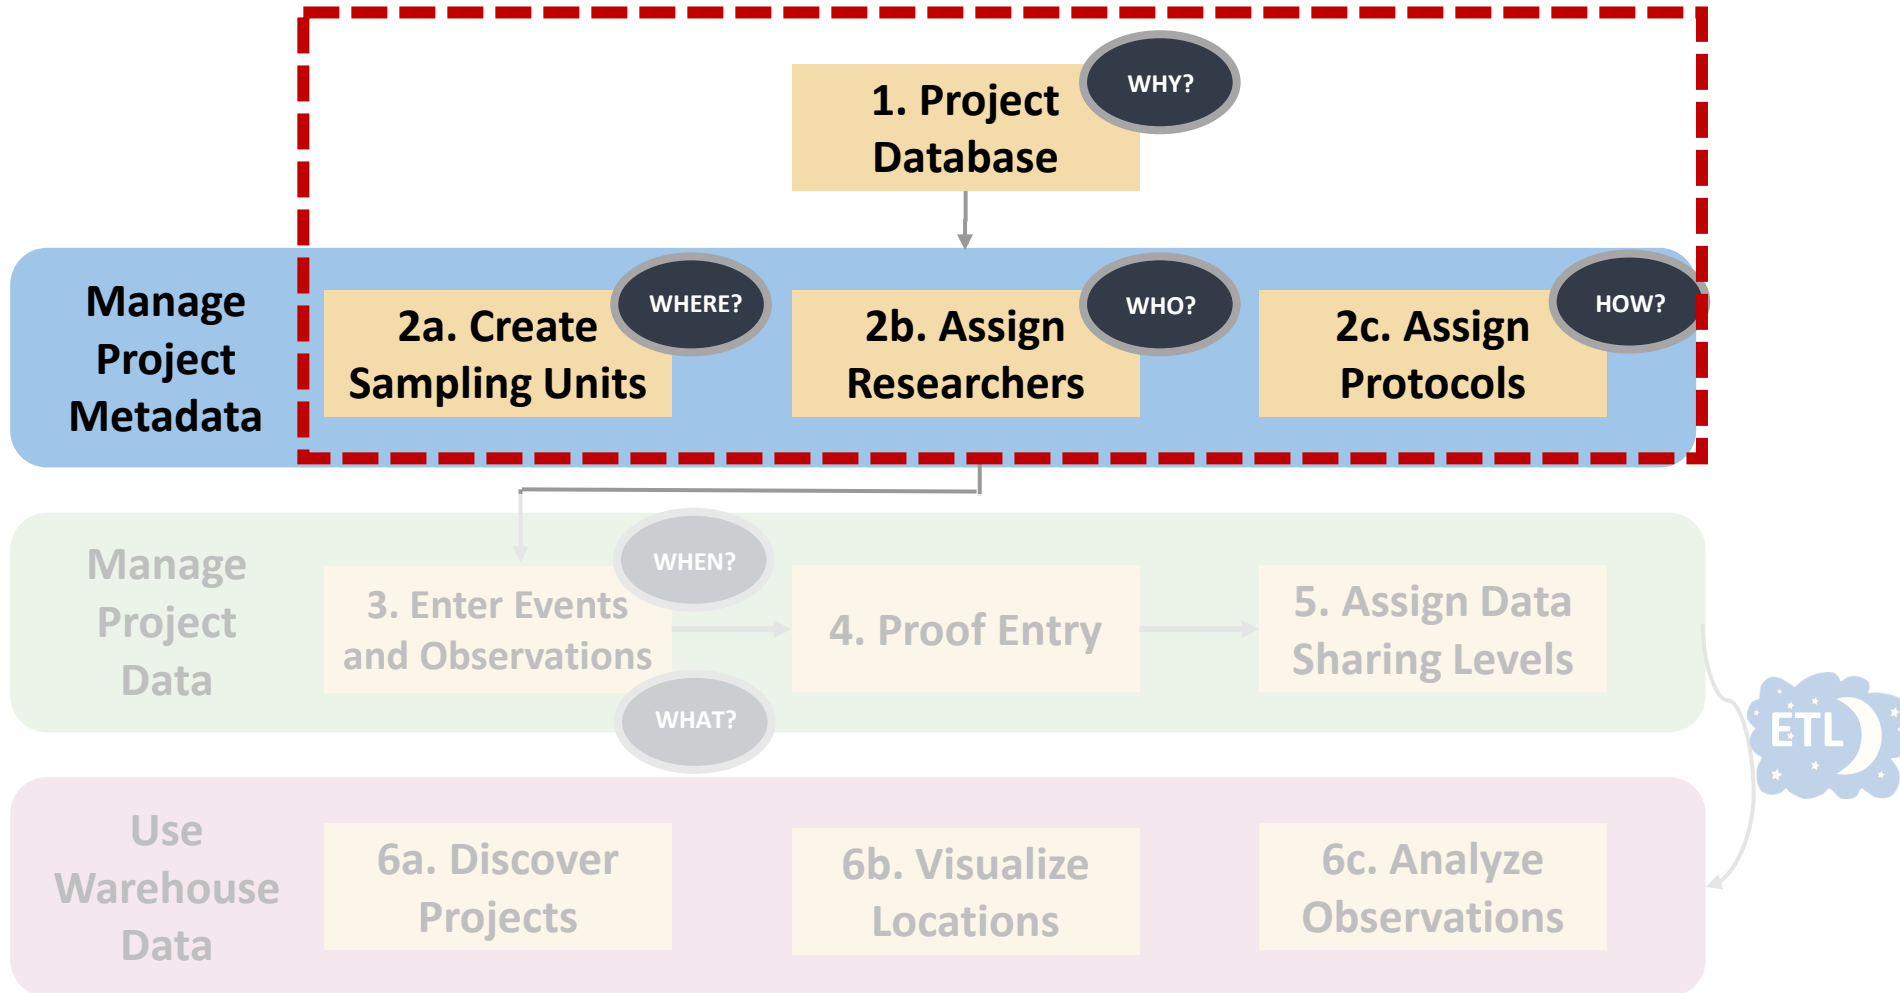 1. Project
Database
WHY?
Manage
Project
Metadata
2a. Create
Sampling Units
WHERE?
2b. Assign
Researchers
WHO?
2c. Assign
Protocols
HOW?
Manage
Project
Data
3. Enter Events
and Observations
WHEN?
WHAT?
4. Proof Entry
5. Assign Data
Sharing Levels
ETL
Use
Warehouse
Data
6a. Discover
Projects
6b. Visualize
Locations
6c. Analyze
Observations